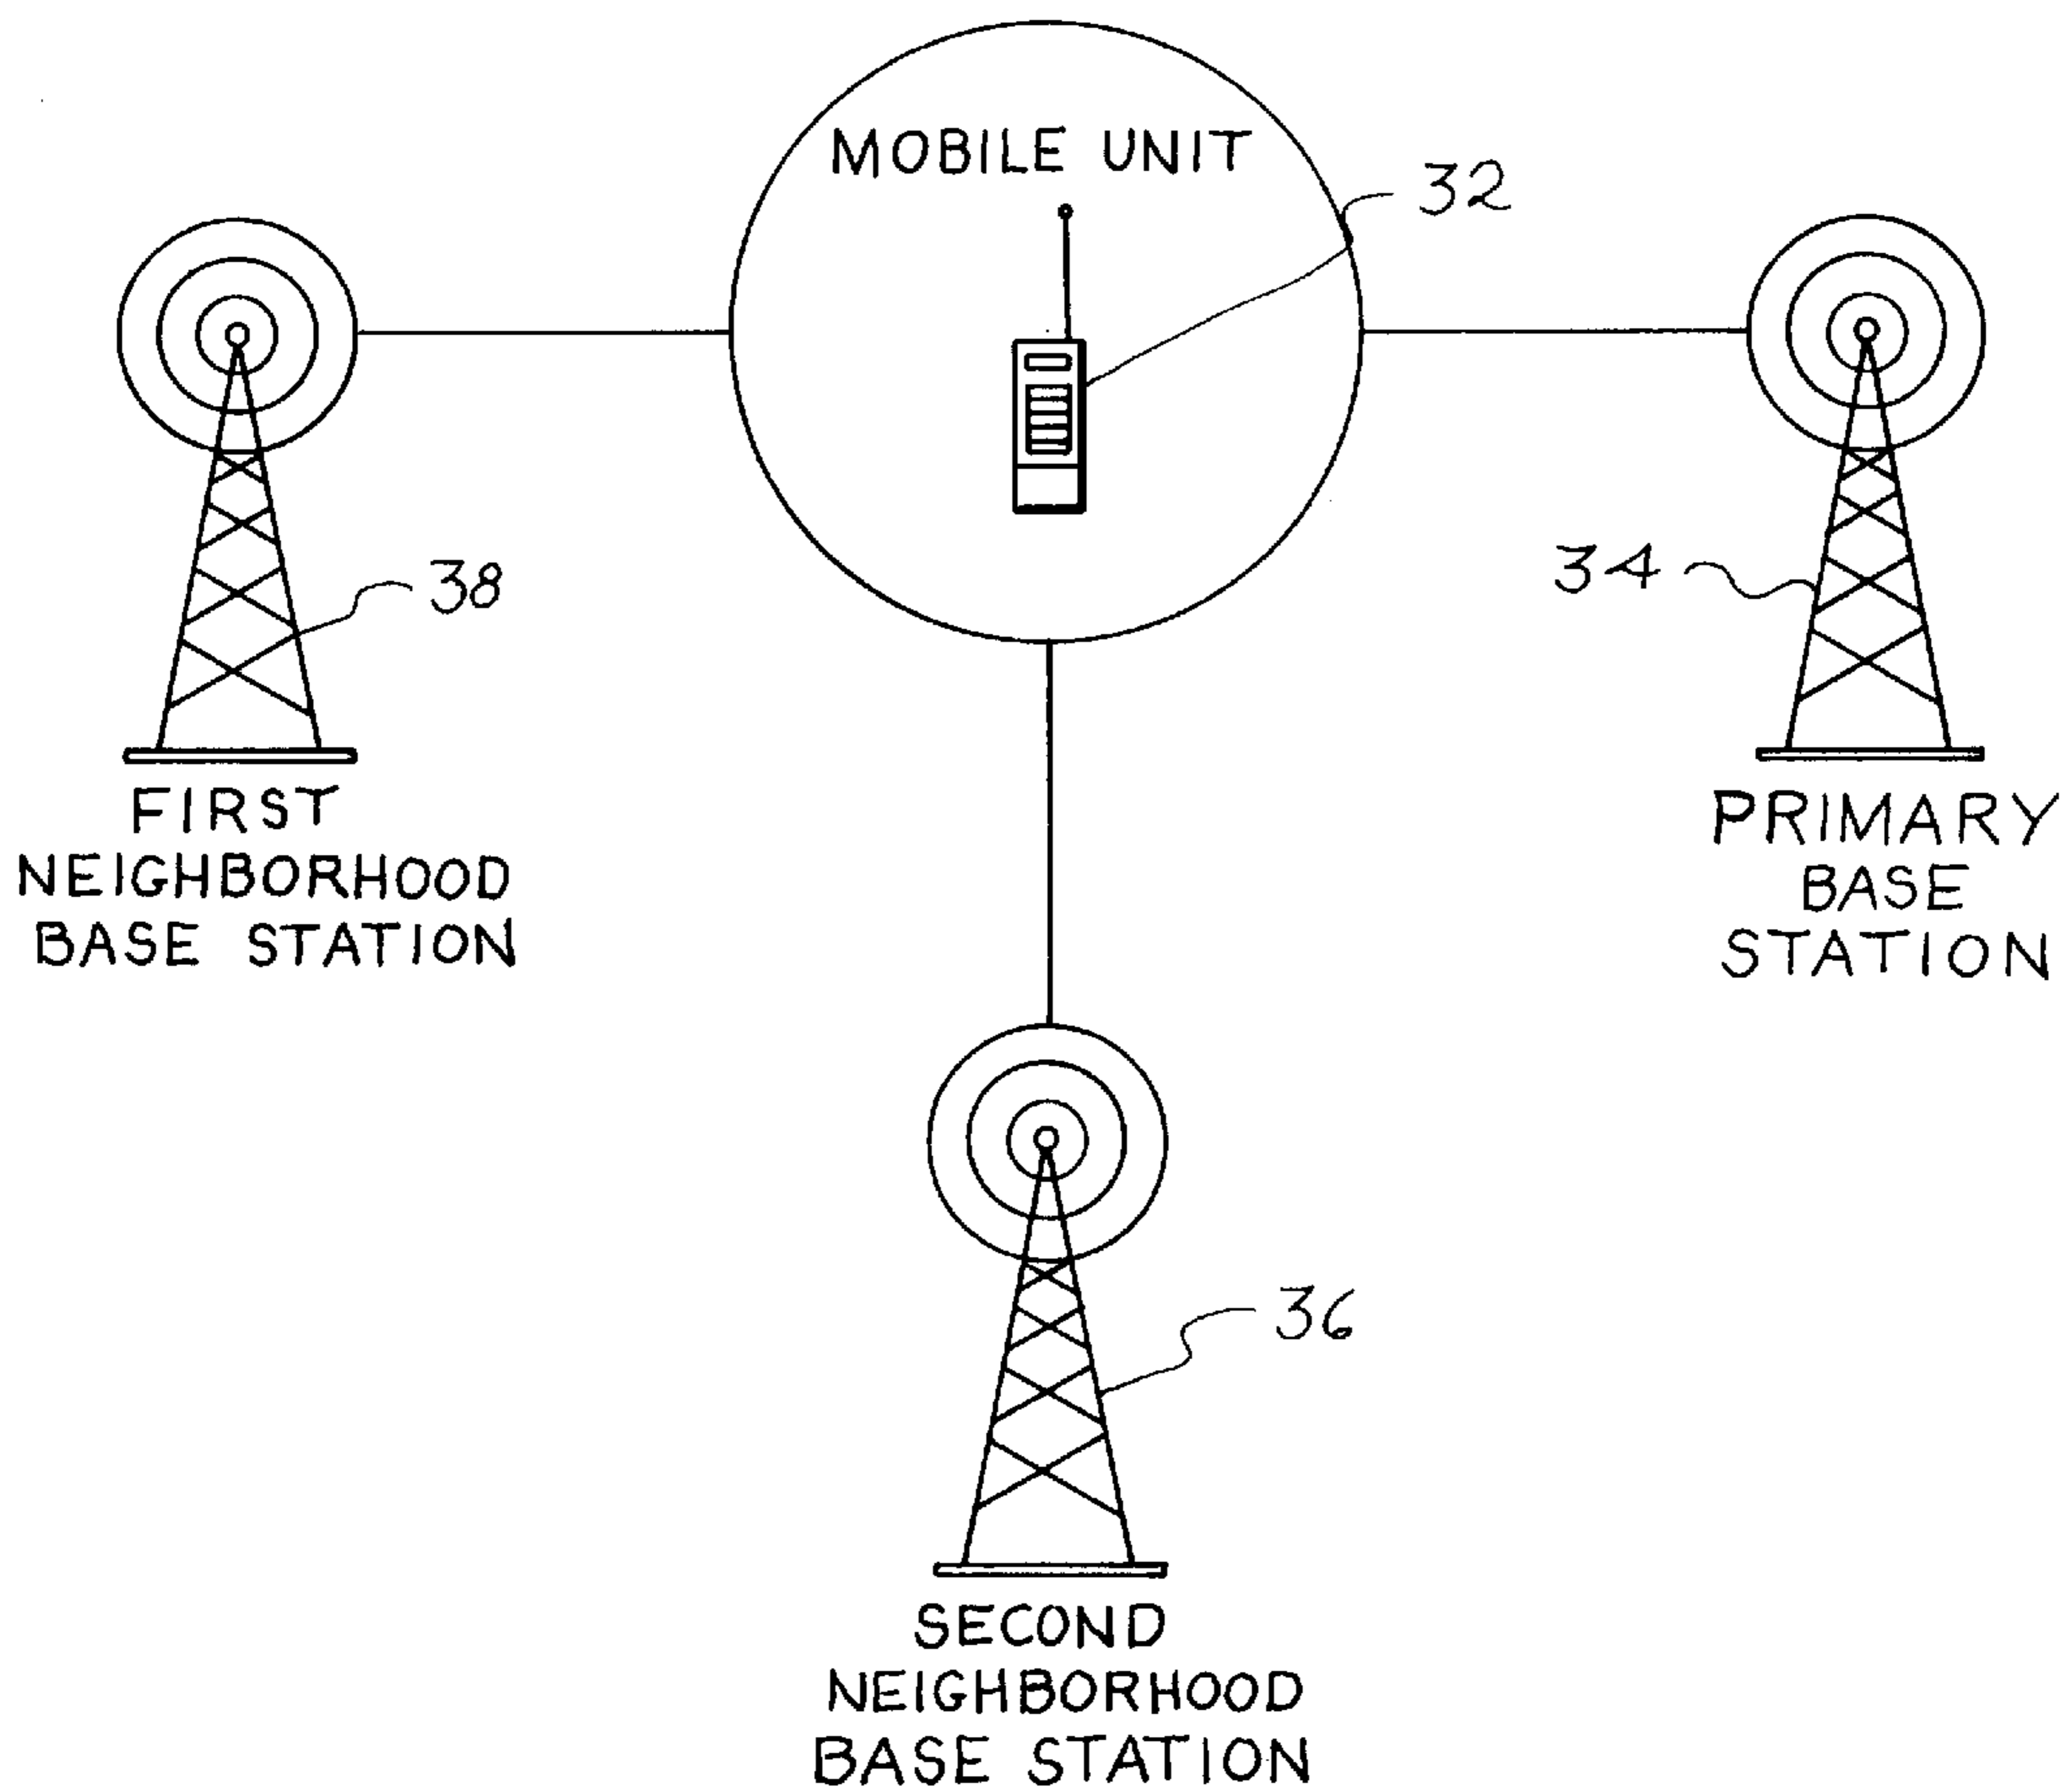 MOBILE UNIT
32
38
34
FIRST
NEIGHBORHOOD
BASE STATION
PRIMARY
BASE
STATION
36
SECOND
NEIGHBORHOOD
BASE STATION